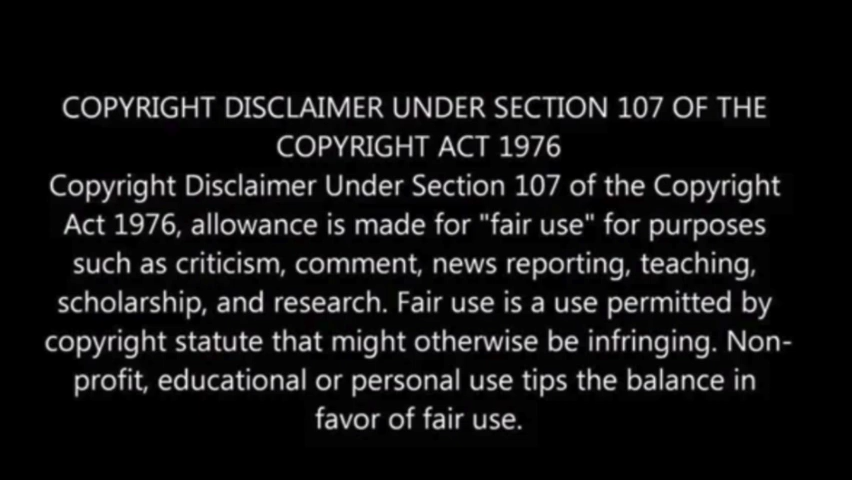 COPYRIGHT DISCLAIMER UNDER SECTION 107 OF THE
COPYRIGHT ACT 1976
Copyright Disclaimer Under Section 107 of the Copyright
Act 1976, allowance is made for "fair use" for purposes
such as criticism, comment, news reporting, teaching,
scholarship, and research. Fair use is a use permitted by
copyright statute that might otherwise be infringing. Non-
profit, educational or personal use tips the balance in
favor of fair use.